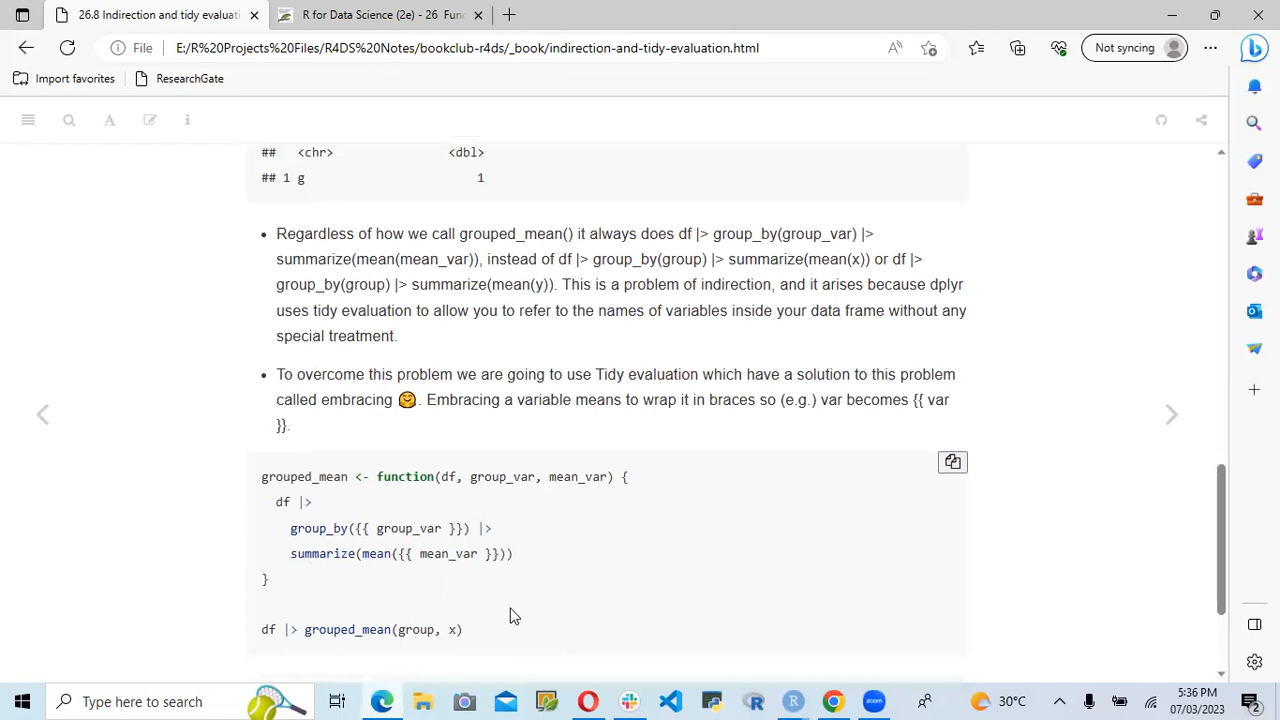 26.8 Indirection and tidy evaluati
R for Data Science (2e) - 26 Func
File
E:/R%20Projects%20Files/R4DS%20Notes/bookclub-r4ds/_book/indirection-and-tidy-evaluation.html
Not syncing
Import favorites
ResearchGate
## <chr> <dbl>
## 1 g 1
• Regardless of how we call grouped_mean() it always does df |> group_by(group_var) |>
summarize(mean(mean_var)), instead of df |> group_by(group) |> summarize(mean(x)) or df |>
group_by(group) |> summarize(mean(y)). This is a problem of indirection, and it arises because dplyr
uses tidy evaluation to allow you to refer to the names of variables inside your data frame without any
special treatment.
• To overcome this problem we are going to use Tidy evaluation which have a solution to this problem
called embracing 🤗. Embracing a variable means to wrap it in braces so (e.g.) var becomes {{ var
}}.
grouped_mean <- function(df, group_var, mean_var) {
df |>
group_by({{ group_var }}) |>
summarize(mean({{ mean_var }}))
}
df |> grouped_mean(group, x)
Type here to search
30°C
5:36 PM
07/03/2023
2